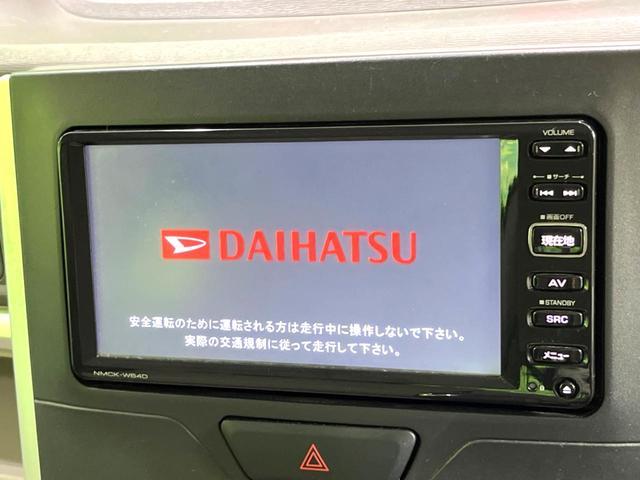 VOLUME
サーチ
画面OFF
現在地
AV
STANDBY
SRC
メニュー
DAIHATSU
安全運転のために運転される方は走行中に操作しないで下さい。
実際の交通規制に従って走行して下さい。
NMCK-W64D